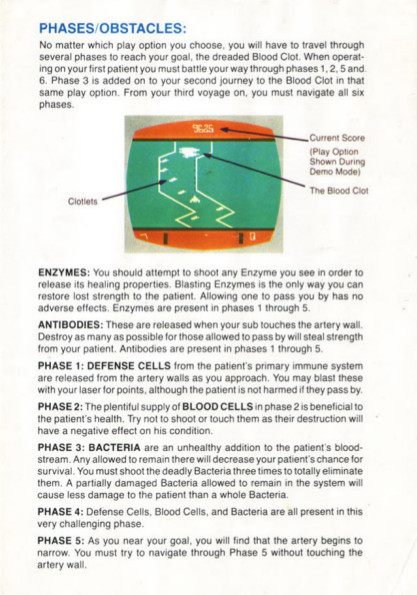 PHASES/OBSTACLES:
No matter which play option you choose, you will have to travel through
several phases to reach your goal, the dreaded Blood Clot. When operat-
ing on your first patient you must battle your way through phases 1, 2, 5 and
6. Phase 3 is added on to your second journey to the Blood Clot in that
same play option. From your third voyage on, you must navigate all six
phases.
Current Score
(Play Option
Shown During
Demo Mode)
The Blood Clot
Clotlets
ENZYMES: You should attempt to shoot any Enzyme you see in order to
release its healing properties. Blasting Enzymes is the only way you can
restore lost strength to the patient. Allowing one to pass you by has no
adverse effects. Enzymes are present in phases 1 through 5.
ANTIBODIES: These are released when your sub touches the artery wall.
Destroy as many as possible for those allowed to pass by will steal strength
from your patient. Antibodies are present in phases 1 through 5.
PHASE 1: DEFENSE CELLS from the patient's primary immune system
are released from the artery walls as you approach. You may blast these
with your laser for points, although the patient is not harmed if they pass by.
PHASE 2: The plentiful supply of BLOOD CELLS in phase 2 is beneficial to
the patient's health. Try not to shoot or touch them as their destruction will
have a negative effect on his condition.
PHASE 3: BACTERIA are an unhealthy addition to the patient's blood-
stream. Any allowed to remain there will decrease your patient's chance for
survival. You must shoot the deadly Bacteria three times to totally eliminate
them. A partially damaged Bacteria allowed to remain in the system will
cause less damage to the patient than a whole Bacteria.
PHASE 4: Defense Cells, Blood Cells, and Bacteria are all present in this
very challenging phase.
PHASE 5: As you near your goal, you will find that the artery begins to
narrow. You must try to navigate through Phase 5 without touching the
artery wall.